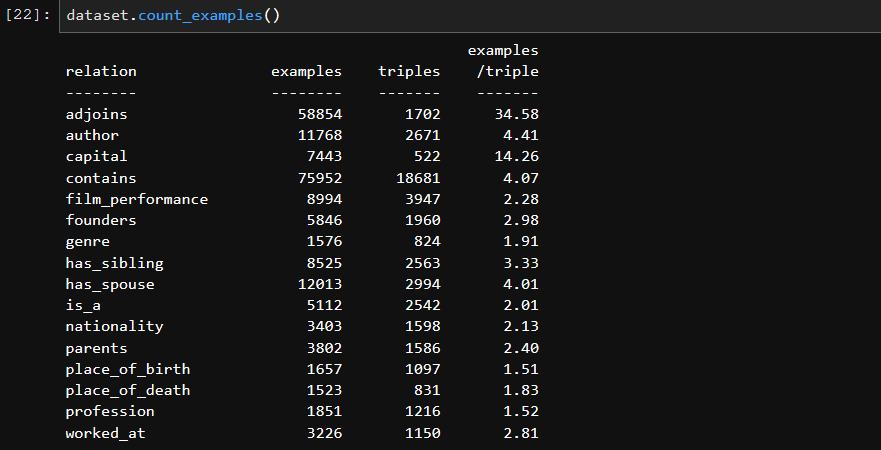 [22]: dataset.count_examples()
examples
relation examples triples /triple
-------- -------- ------- -------
adjoins 58854 1702 34.58
author 11768 2671 4.41
capital 7443 522 14.26
contains 75952 18681 4.07
film_performance 8994 3947 2.28
founders 5846 1960 2.98
genre 1576 824 1.91
has_sibling 8525 2563 3.33
has_spouse 12013 2994 4.01
is_a 5112 2542 2.01
nationality 3403 1598 2.13
parents 3802 1586 2.40
place_of_birth 1657 1097 1.51
place_of_death 1523 831 1.83
profession 1851 1216 1.52
worked_at 3226 1150 2.81